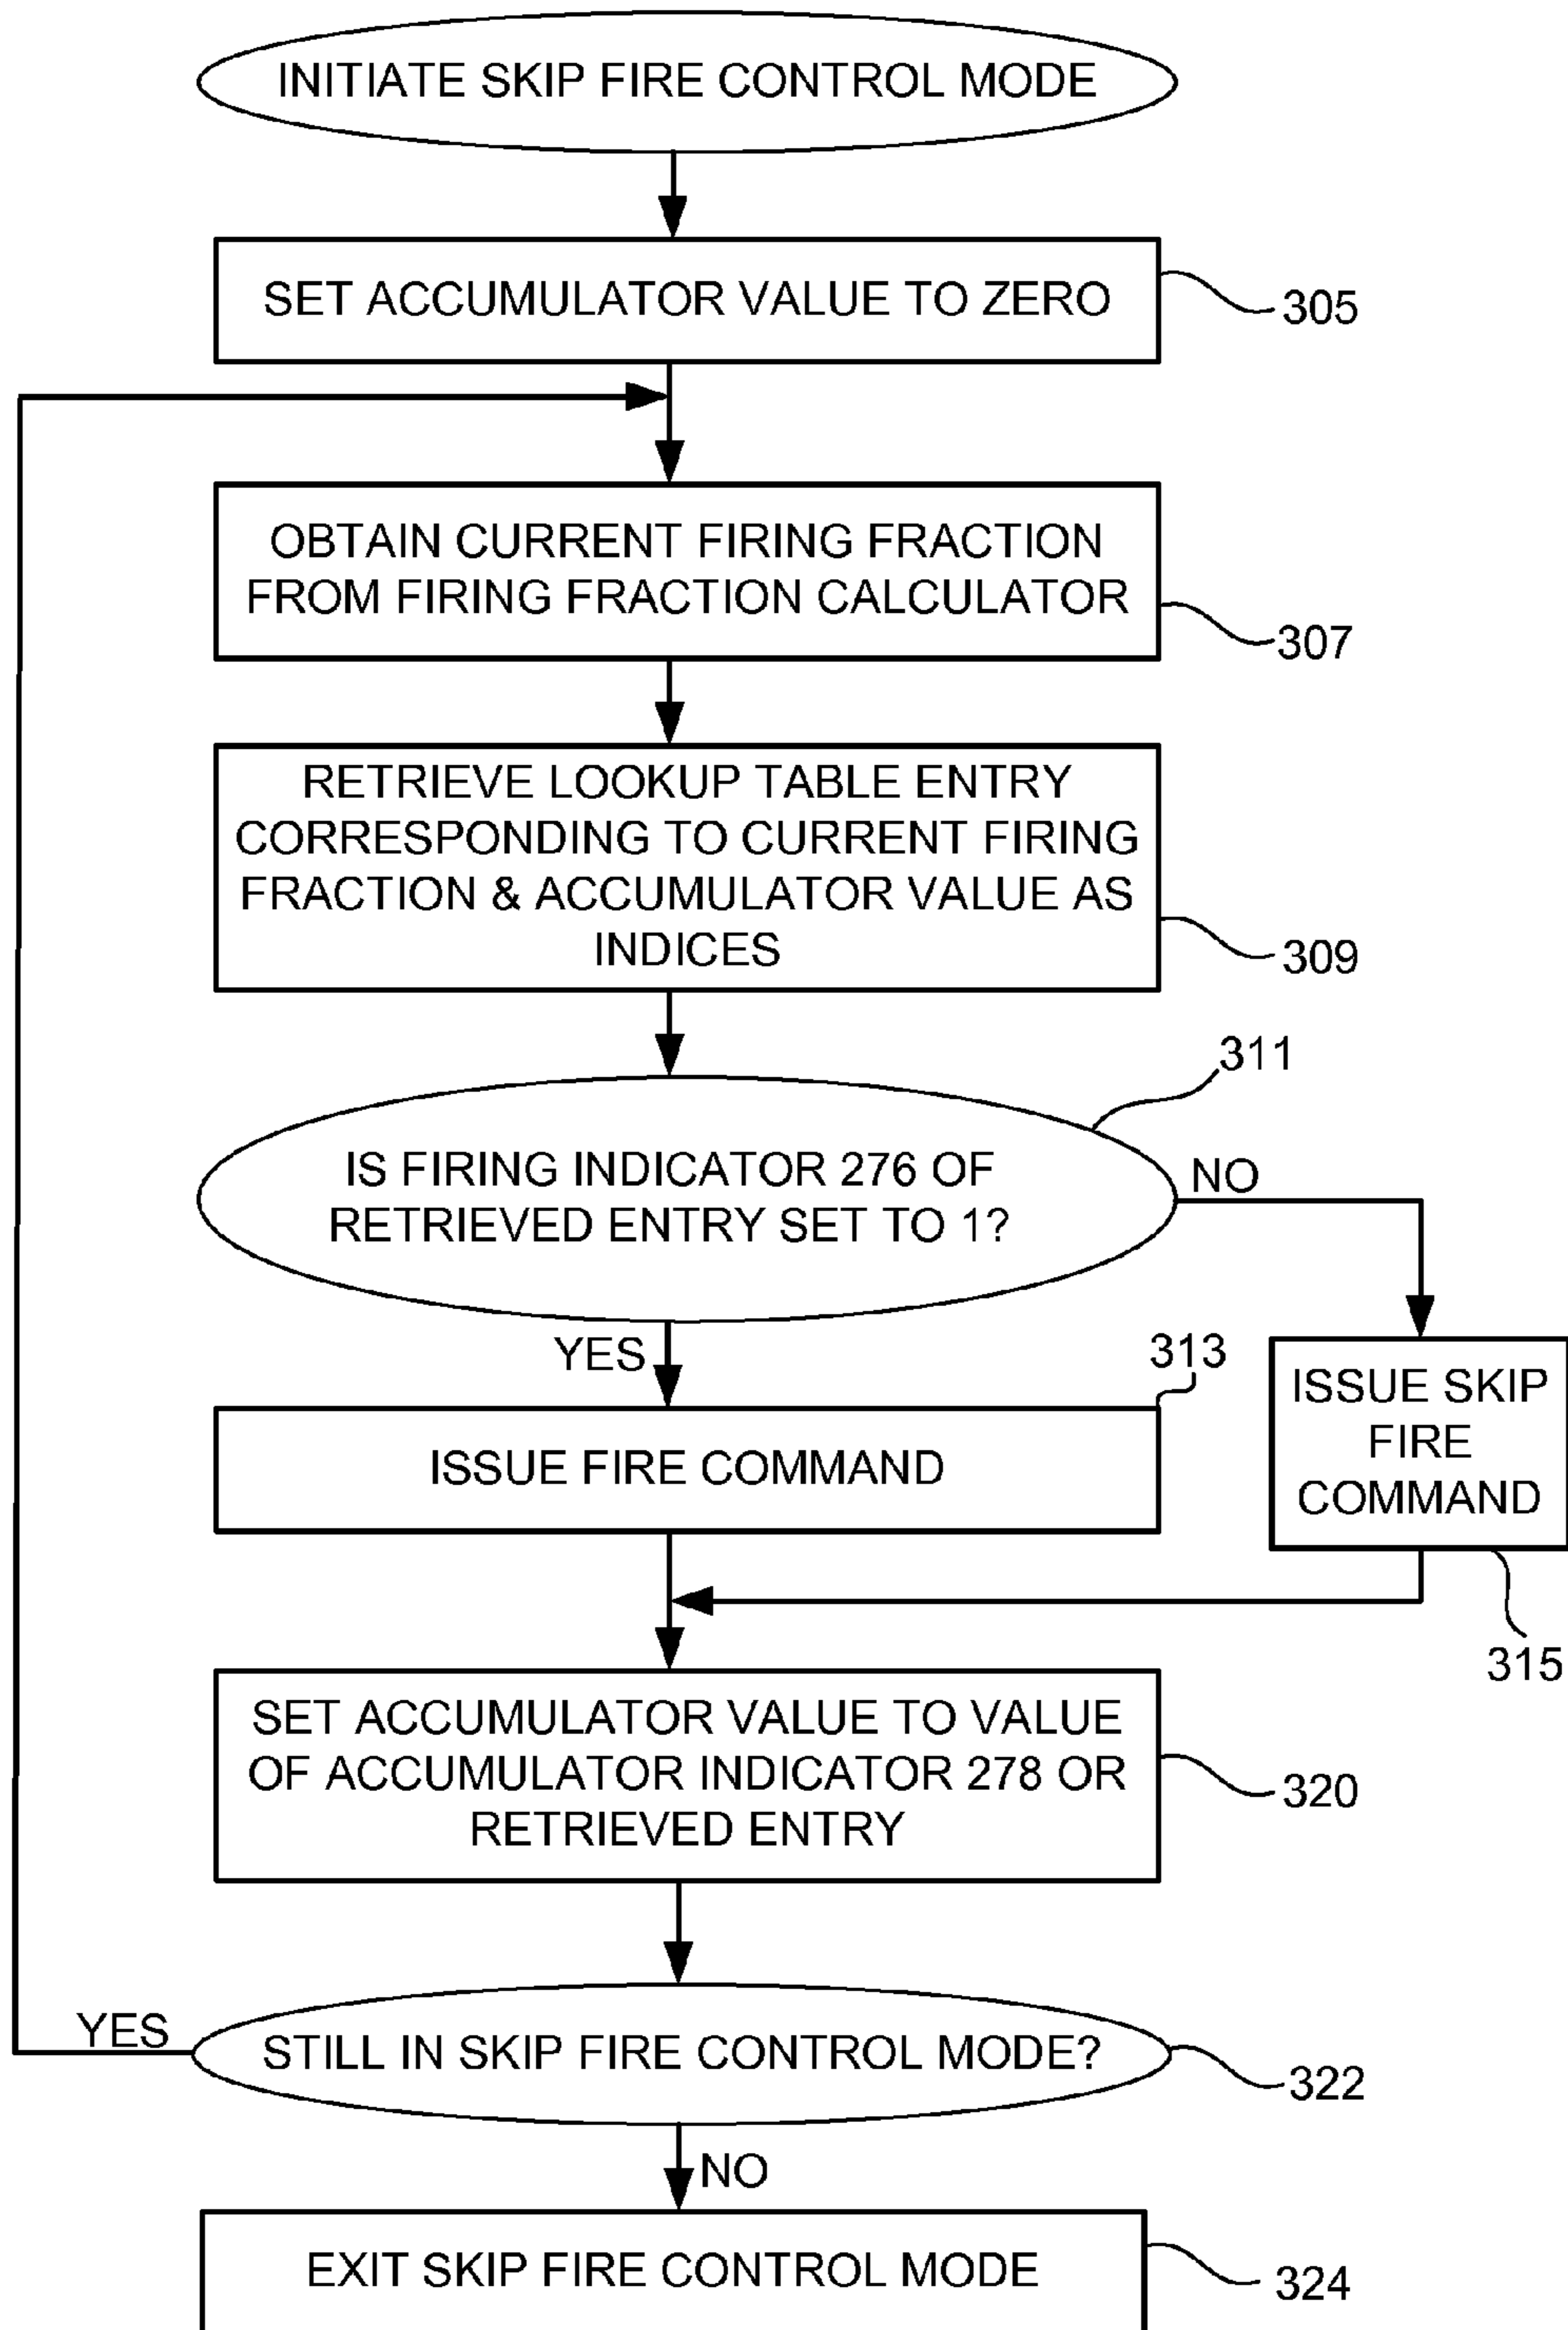 INITIATE SKIP FIRE CONTROL MODE
SET ACCUMULATOR VALUE TO ZERO
305
OBTAIN CURRENT FIRING FRACTION
FROM FIRING FRACTION CALCULATOR
307
RETRIEVE LOOKUP TABLE ENTRY
CORRESPONDING TO CURRENT FIRING
FRACTION & ACCUMULATOR VALUE AS
INDICES
309
311
IS FIRING INDICATOR 276 OF
RETRIEVED ENTRY SET TO 1?
NO
YES
313
ISSUE FIRE COMMAND
ISSUE SKIP
FIRE
COMMAND
315
SET ACCUMULATOR VALUE TO VALUE
OF ACCUMULATOR INDICATOR 278 OR
RETRIEVED ENTRY
320
YES
STILL IN SKIP FIRE CONTROL MODE?
322
NO
EXIT SKIP FIRE CONTROL MODE
324